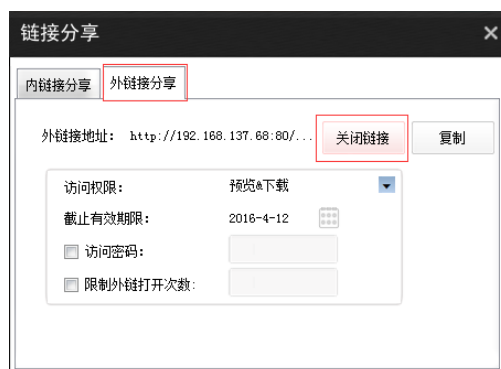 链接分享
内链接分享 外链接分享
外链接地址： http://192.168.137.68:80/... 关闭链接 复制
访问权限： 预览&下载
截止有效期限： 2016-4-12
访问密码：
限制外链打开次数: